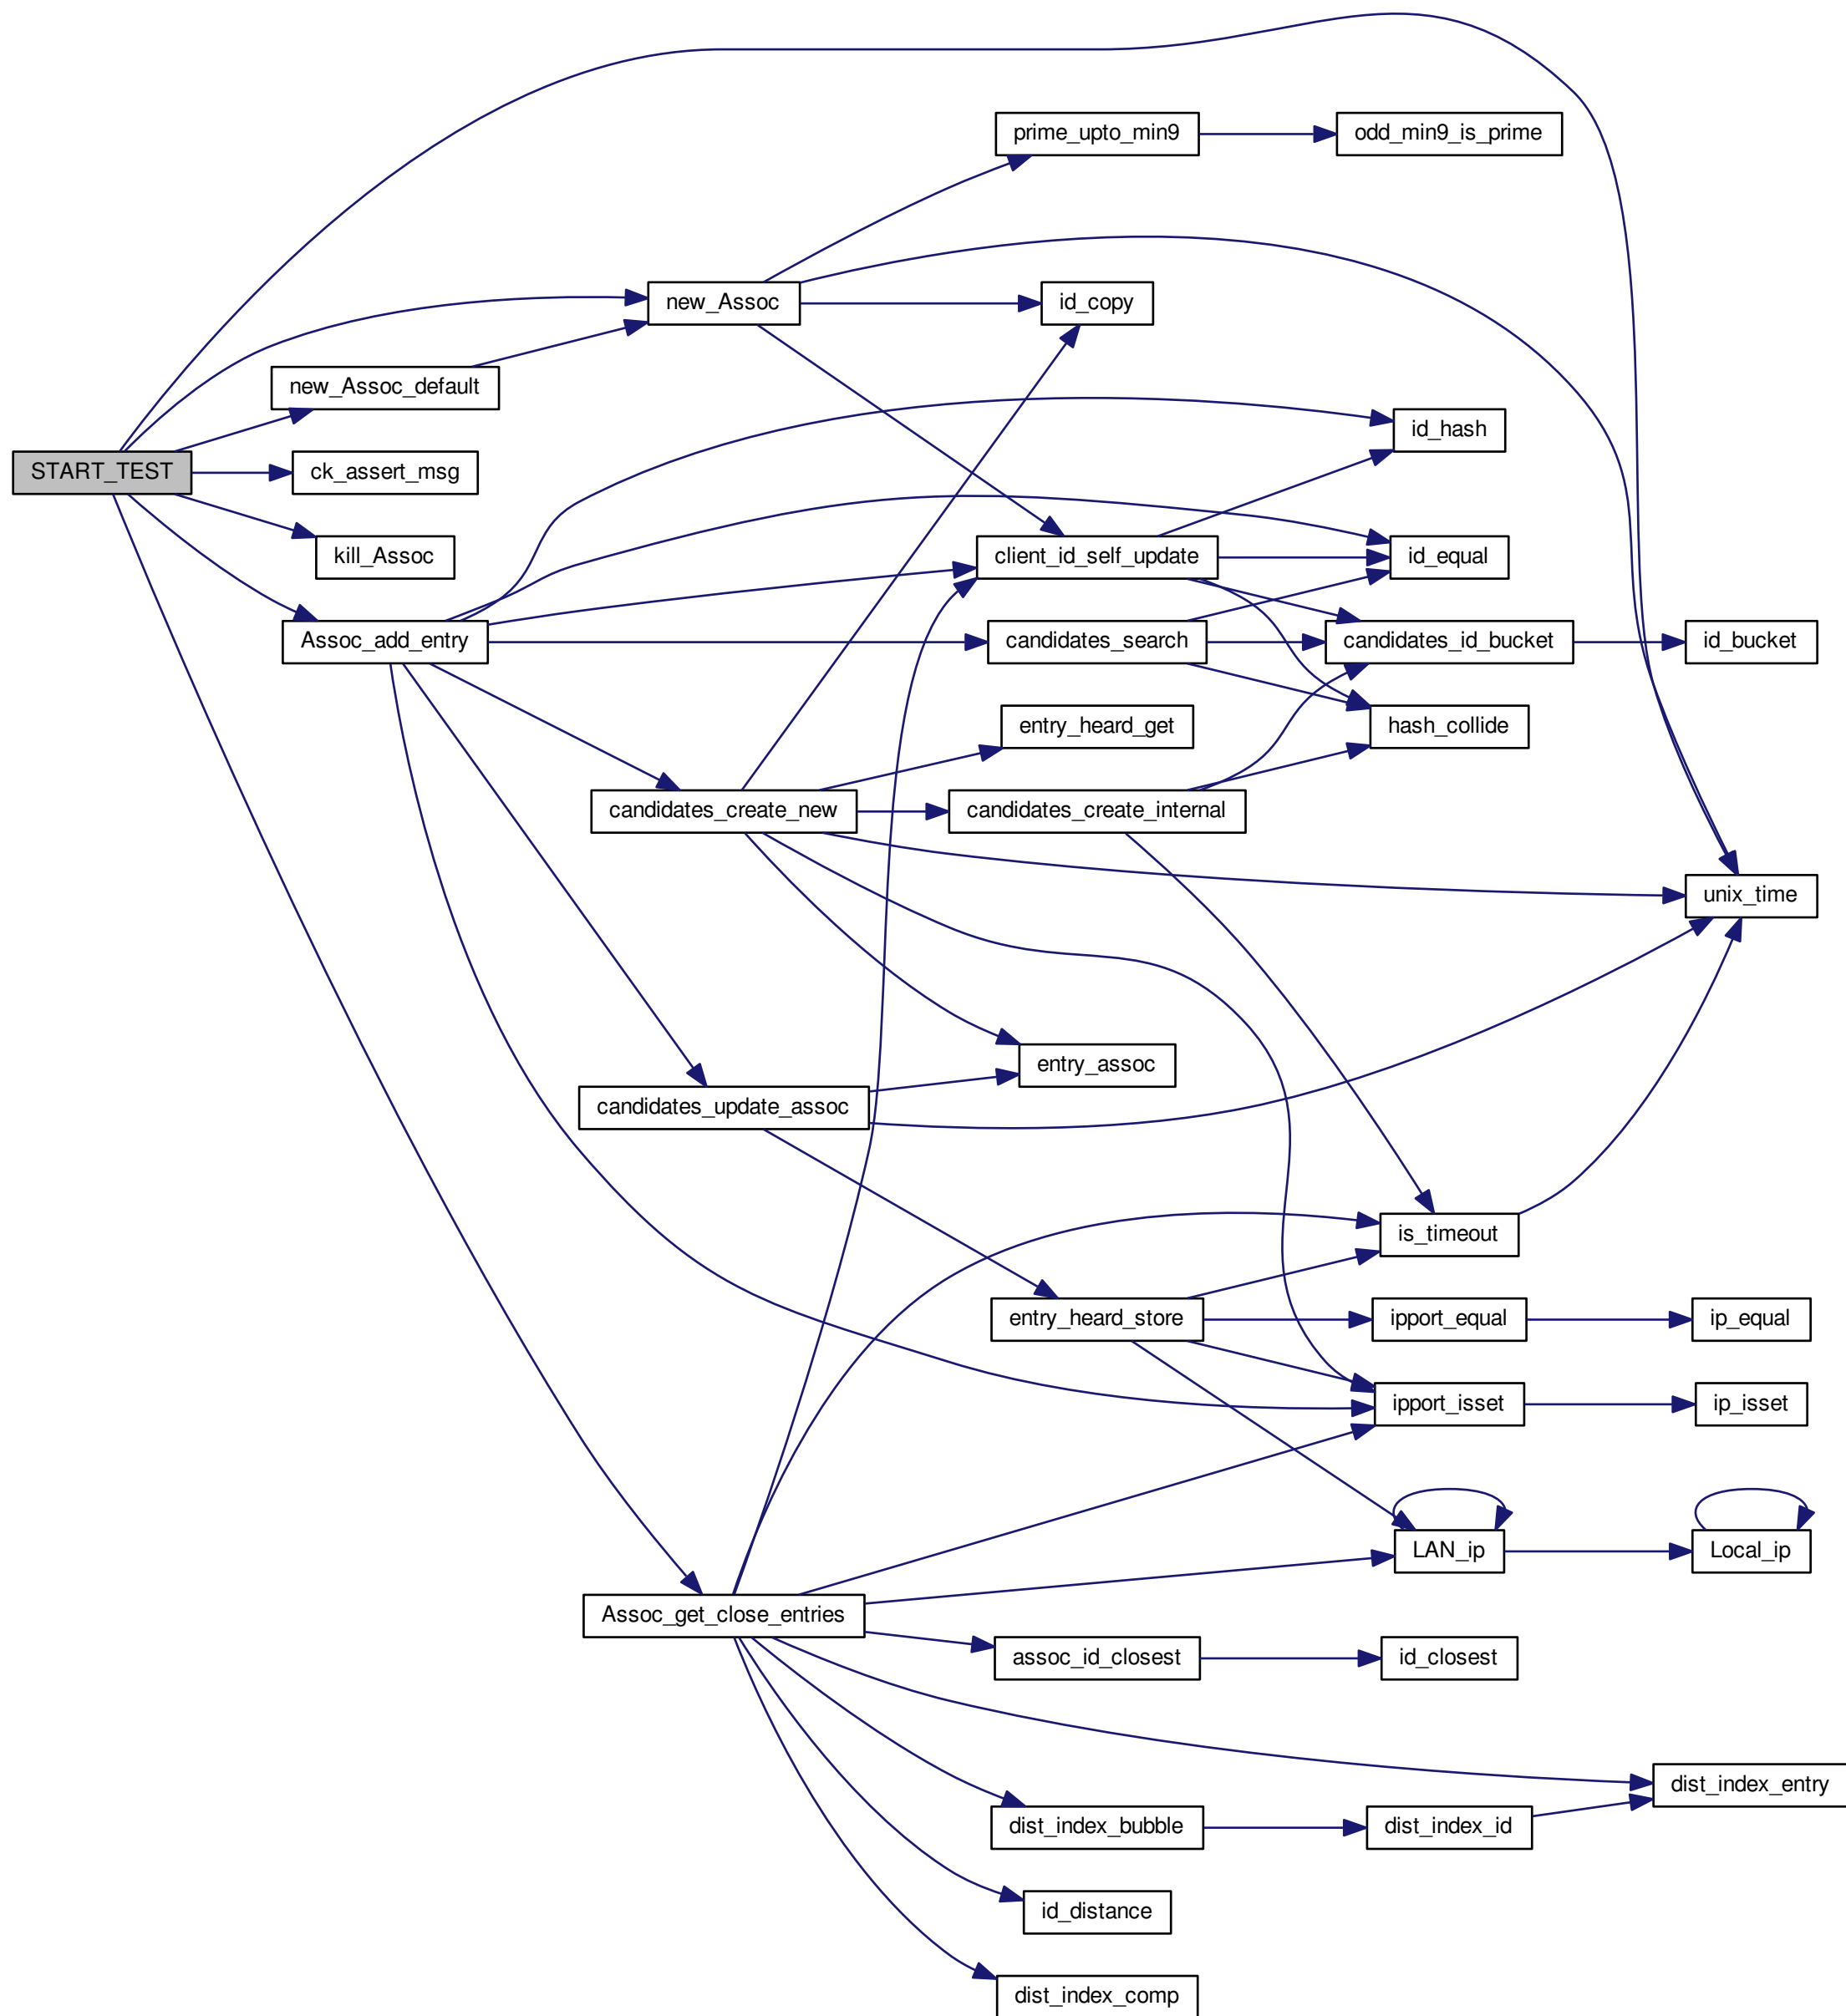 prime_upto_min9
odd_min9_is_prime
new_Assoc
id_copy
new_Assoc_default
id_hash
START_TEST
ck_assert_msg
kill_Assoc
client_id_self_update
id_equal
Assoc_add_entry
candidates_search
candidates_id_bucket
id_bucket
entry_heard_get
hash_collide
candidates_create_new
candidates_create_internal
unix_time
entry_assoc
candidates_update_assoc
is_timeout
entry_heard_store
ipport_equal
ip_equal
ipport_isset
ip_isset
LAN_ip
Local_ip
Assoc_get_close_entries
assoc_id_closest
id_closest
dist_index_entry
dist_index_bubble
dist_index_id
id_distance
dist_index_comp